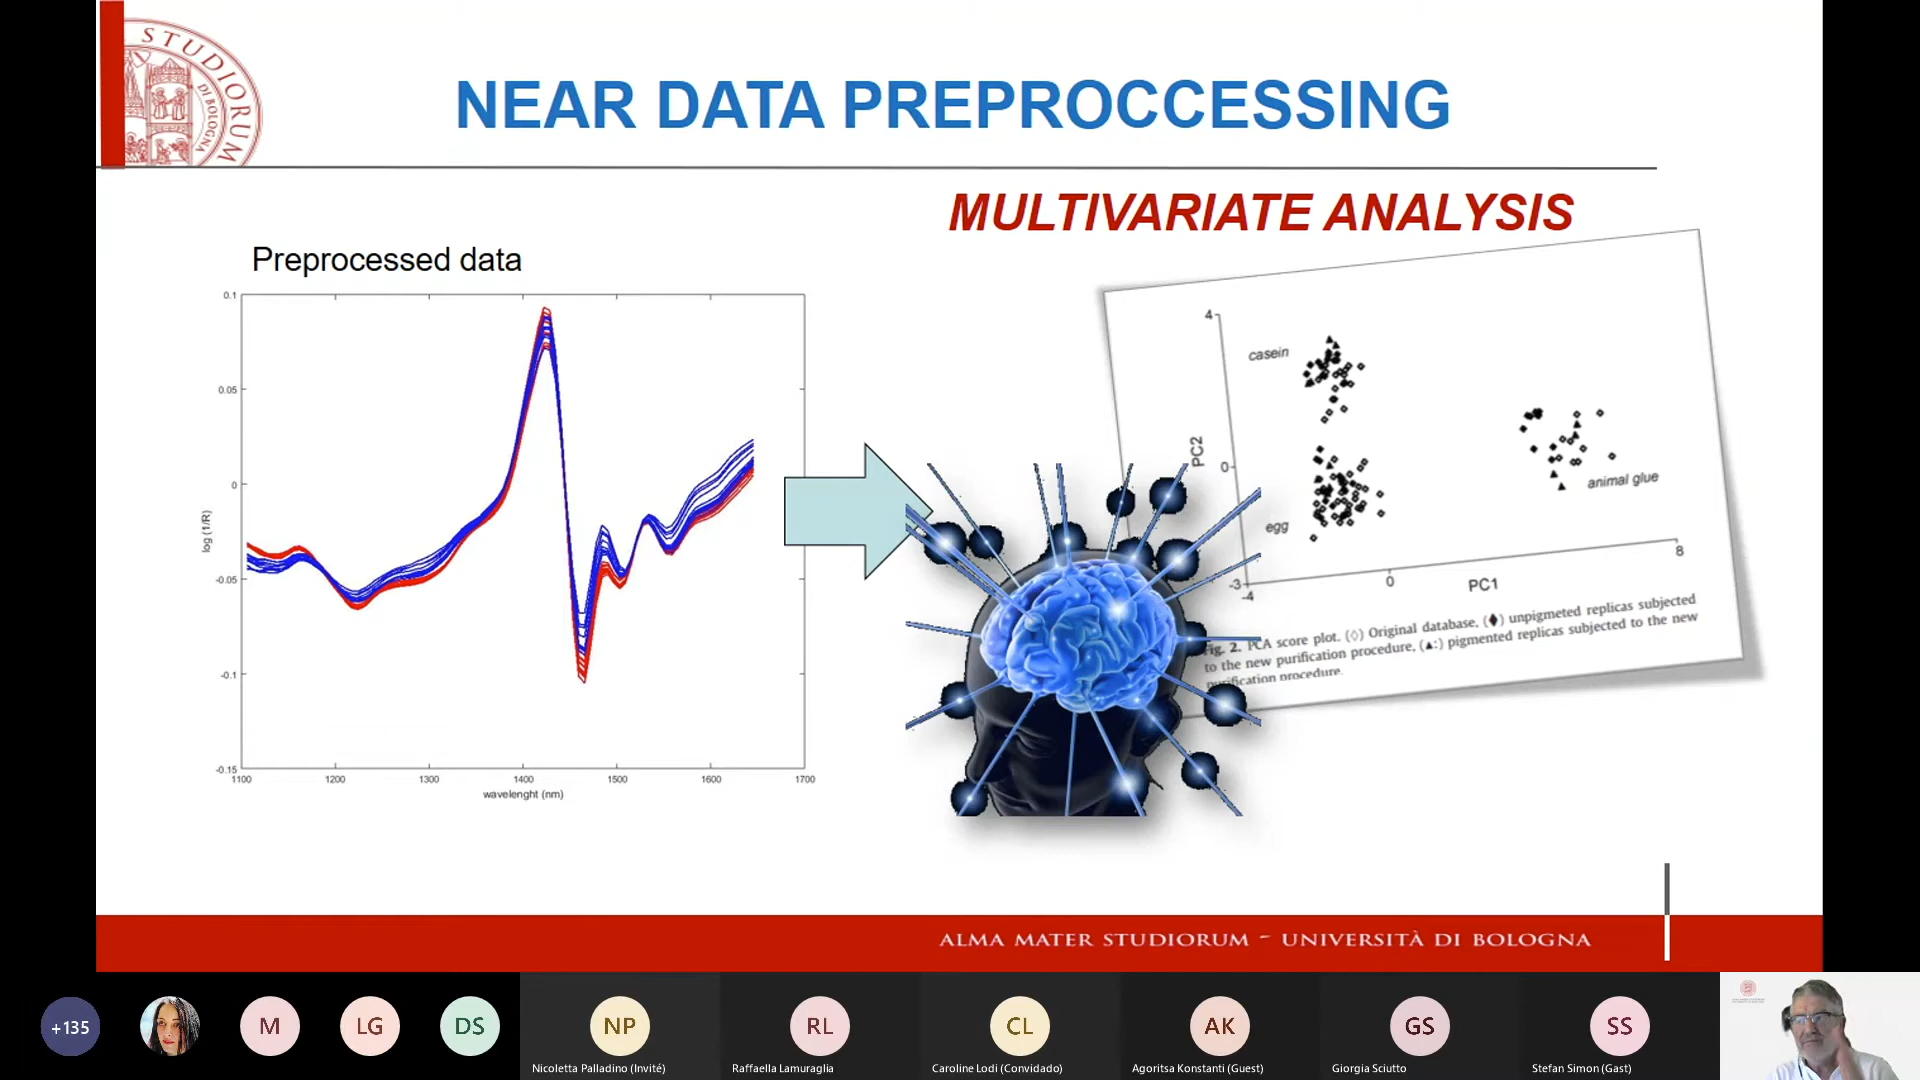 STUDIORUM
DI BOLOGNA
NEAR DATA PREPROCCESSING
MULTIVARIATE ANALYSIS
Preprocessed data
0.1
0.05
0
-0.05
-0.1
-0.15
log (1/R)
1100 1200 1300 1400 1500 1600 1700
wavelenght (nm)
4
casein
PC2
0
animal glue
egg
-3
-4
0
8
PC1
Fig. 2. PCA score plot. (◇) Original database, (♦) unpigmeted replicas subjected
to the new purification procedure, (▲:) pigmented replicas subjected to the new
purification procedure.
ALMA MATER STUDIORUM - UNIVERSITÀ DI BOLOGNA
+135
M
LG
DS
NP
RL
CL
AK
GS
SS
Nicoletta Palladino (Invité)
Raffaella Lamuraglia
Caroline Lodi (Convidado)
Agoritsa Konstanti (Guest)
Giorgia Sciutto
Stefan Simon (Gast)